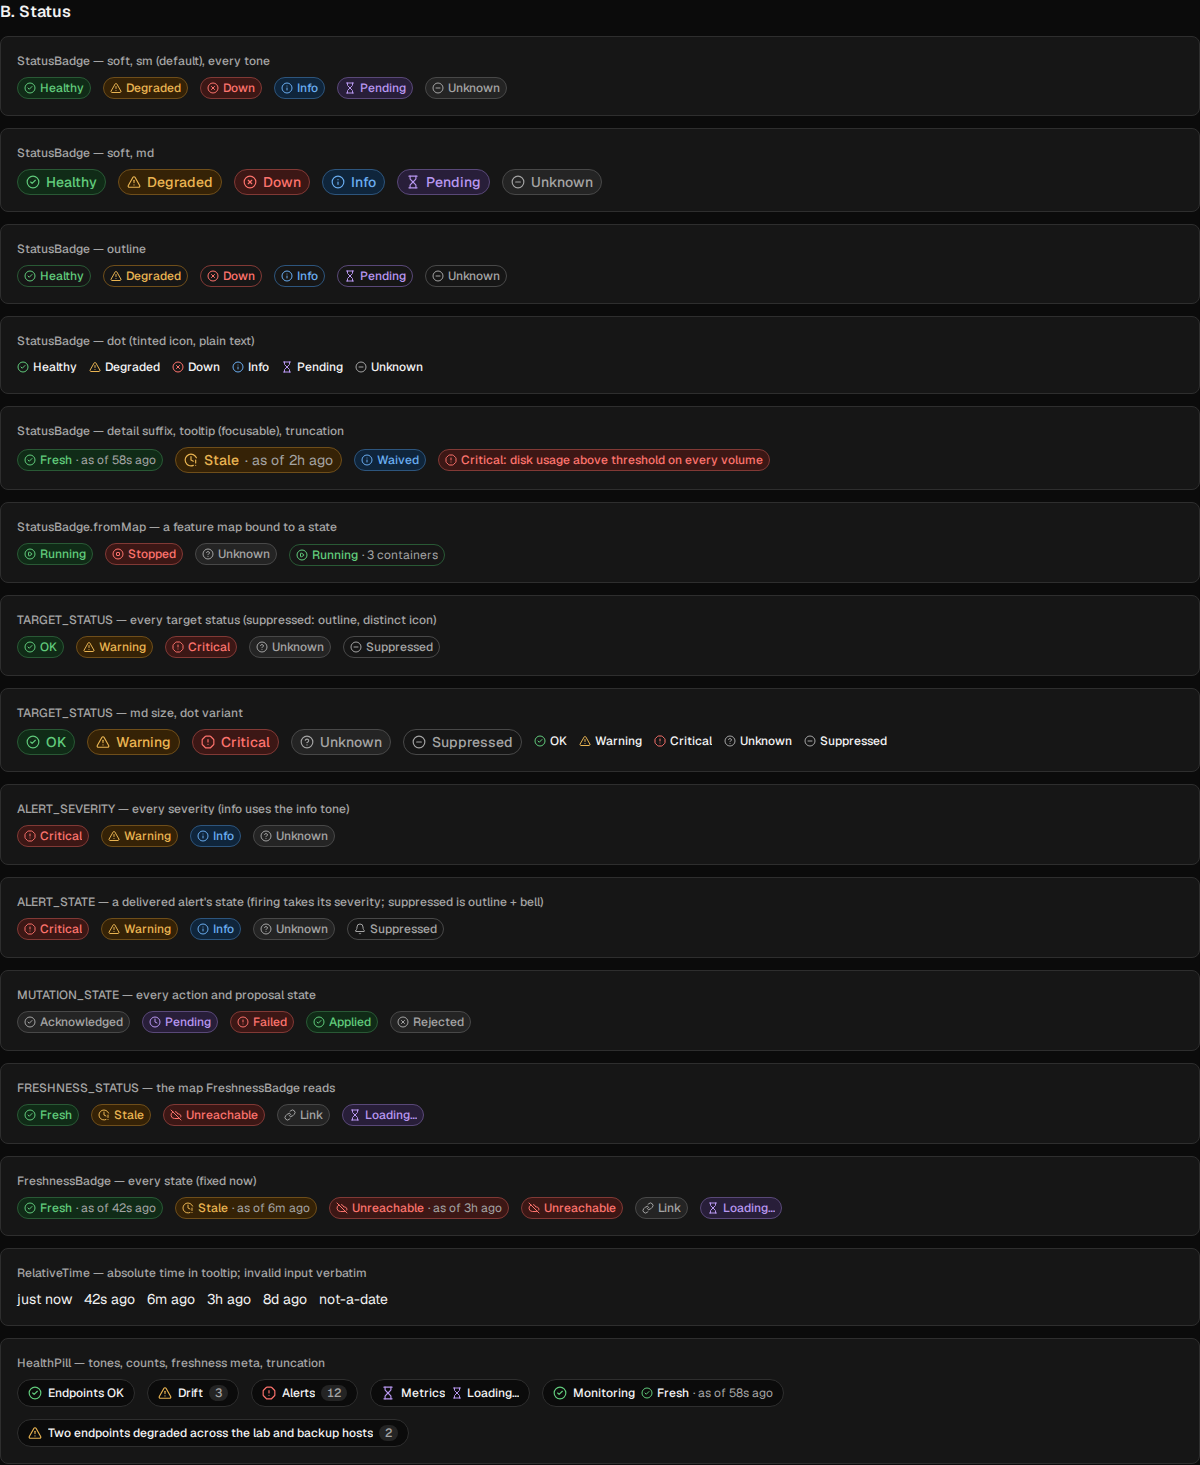 B. Status
StatusBadge — soft, sm (default), every tone
Healthy Degraded Down Info Pending Unknown
StatusBadge — soft, md
Healthy Degraded Down Info Pending Unknown
StatusBadge — outline
Healthy Degraded Down Info Pending Unknown
StatusBadge — dot (tinted icon, plain text)
Healthy Degraded Down Info Pending Unknown
StatusBadge — detail suffix, tooltip (focusable), truncation
Fresh · as of 58s ago Stale · as of 2h ago Waived Critical: disk usage above threshold on every volume
StatusBadge.fromMap — a feature map bound to a state
Running Stopped Unknown Running · 3 containers
TARGET_STATUS — every target status (suppressed: outline, distinct icon)
OK Warning Critical Unknown Suppressed
TARGET_STATUS — md size, dot variant
OK Warning Critical Unknown Suppressed OK Warning Critical Unknown Suppressed
ALERT_SEVERITY — every severity (info uses the info tone)
Critical Warning Info Unknown
ALERT_STATE — a delivered alert's state (firing takes its severity; suppressed is outline + bell)
Critical Warning Info Unknown Suppressed
MUTATION_STATE — every action and proposal state
Acknowledged Pending Failed Applied Rejected
FRESHNESS_STATUS — the map FreshnessBadge reads
Fresh Stale Unreachable Link Loading…
FreshnessBadge — every state (fixed now)
Fresh · as of 42s ago Stale · as of 6m ago Unreachable · as of 3h ago Unreachable Link Loading…
RelativeTime — absolute time in tooltip; invalid input verbatim
just now 42s ago 6m ago 3h ago 8d ago not-a-date
HealthPill — tones, counts, freshness meta, truncation
Endpoints OK Drift 3 Alerts 12 Metrics Loading… Monitoring Fresh · as of 58s ago
Two endpoints degraded across the lab and backup hosts 2